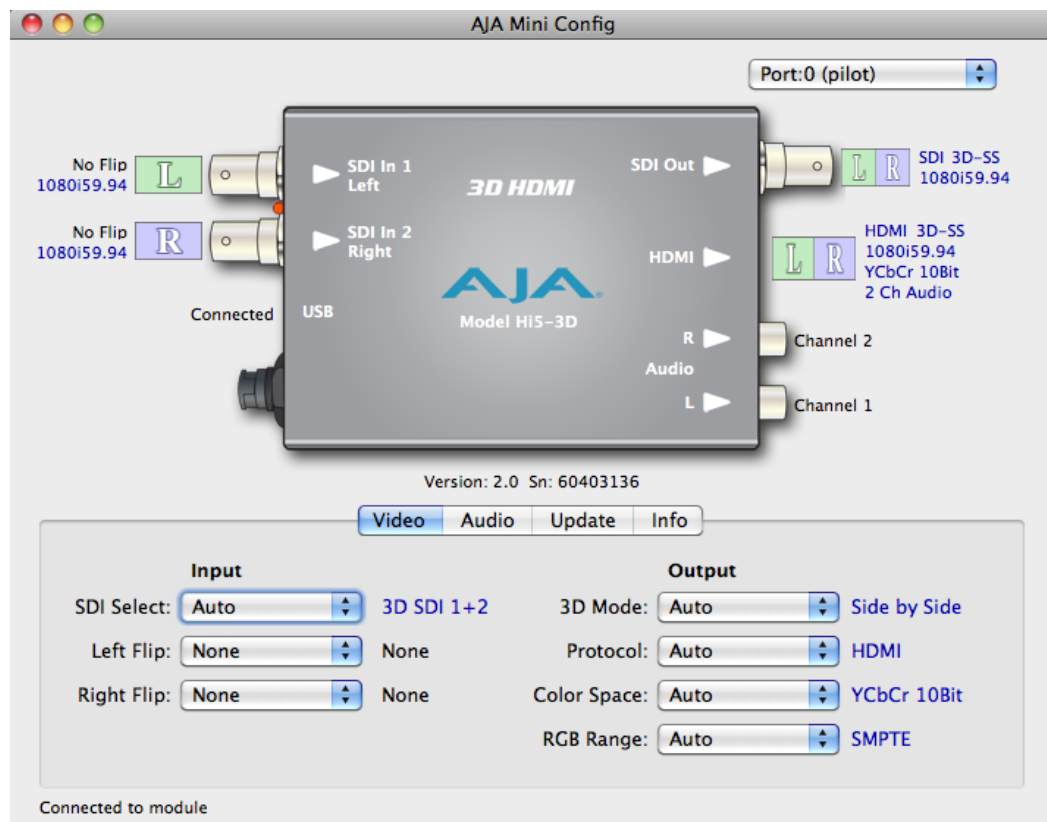 AJA Mini Config
Port:0 (pilot)
No Flip
1080i59.94
L
SDI In 1
Left
3D HDMI
SDI Out
L R
SDI 3D-SS
1080i59.94
No Flip
1080i59.94
R
SDI In 2
Right
HDMI
L R
HDMI 3D-SS
1080i59.94
YCbCr 10Bit
2 Ch Audio
AJA
Connected
USB
Model Hi5-3D
R
Channel 2
Audio
L
Channel 1
Version: 2.0 Sn: 60403136
Video Audio Update Info
Input
SDI Select: Auto 3D SDI 1+2
Left Flip: None None
Right Flip: None None
Output
3D Mode: Auto Side by Side
Protocol: Auto HDMI
Color Space: Auto YCbCr 10Bit
RGB Range: Auto SMPTE
Connected to module